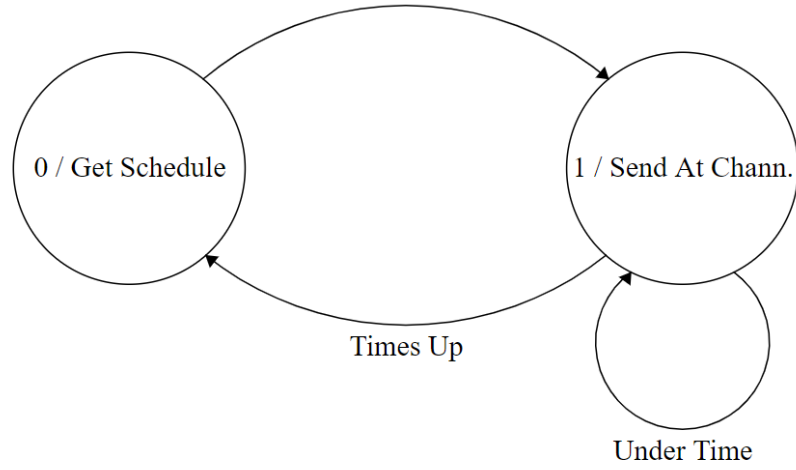 0 / Get Schedule
1 / Send At Chann.
Times Up
Under Time